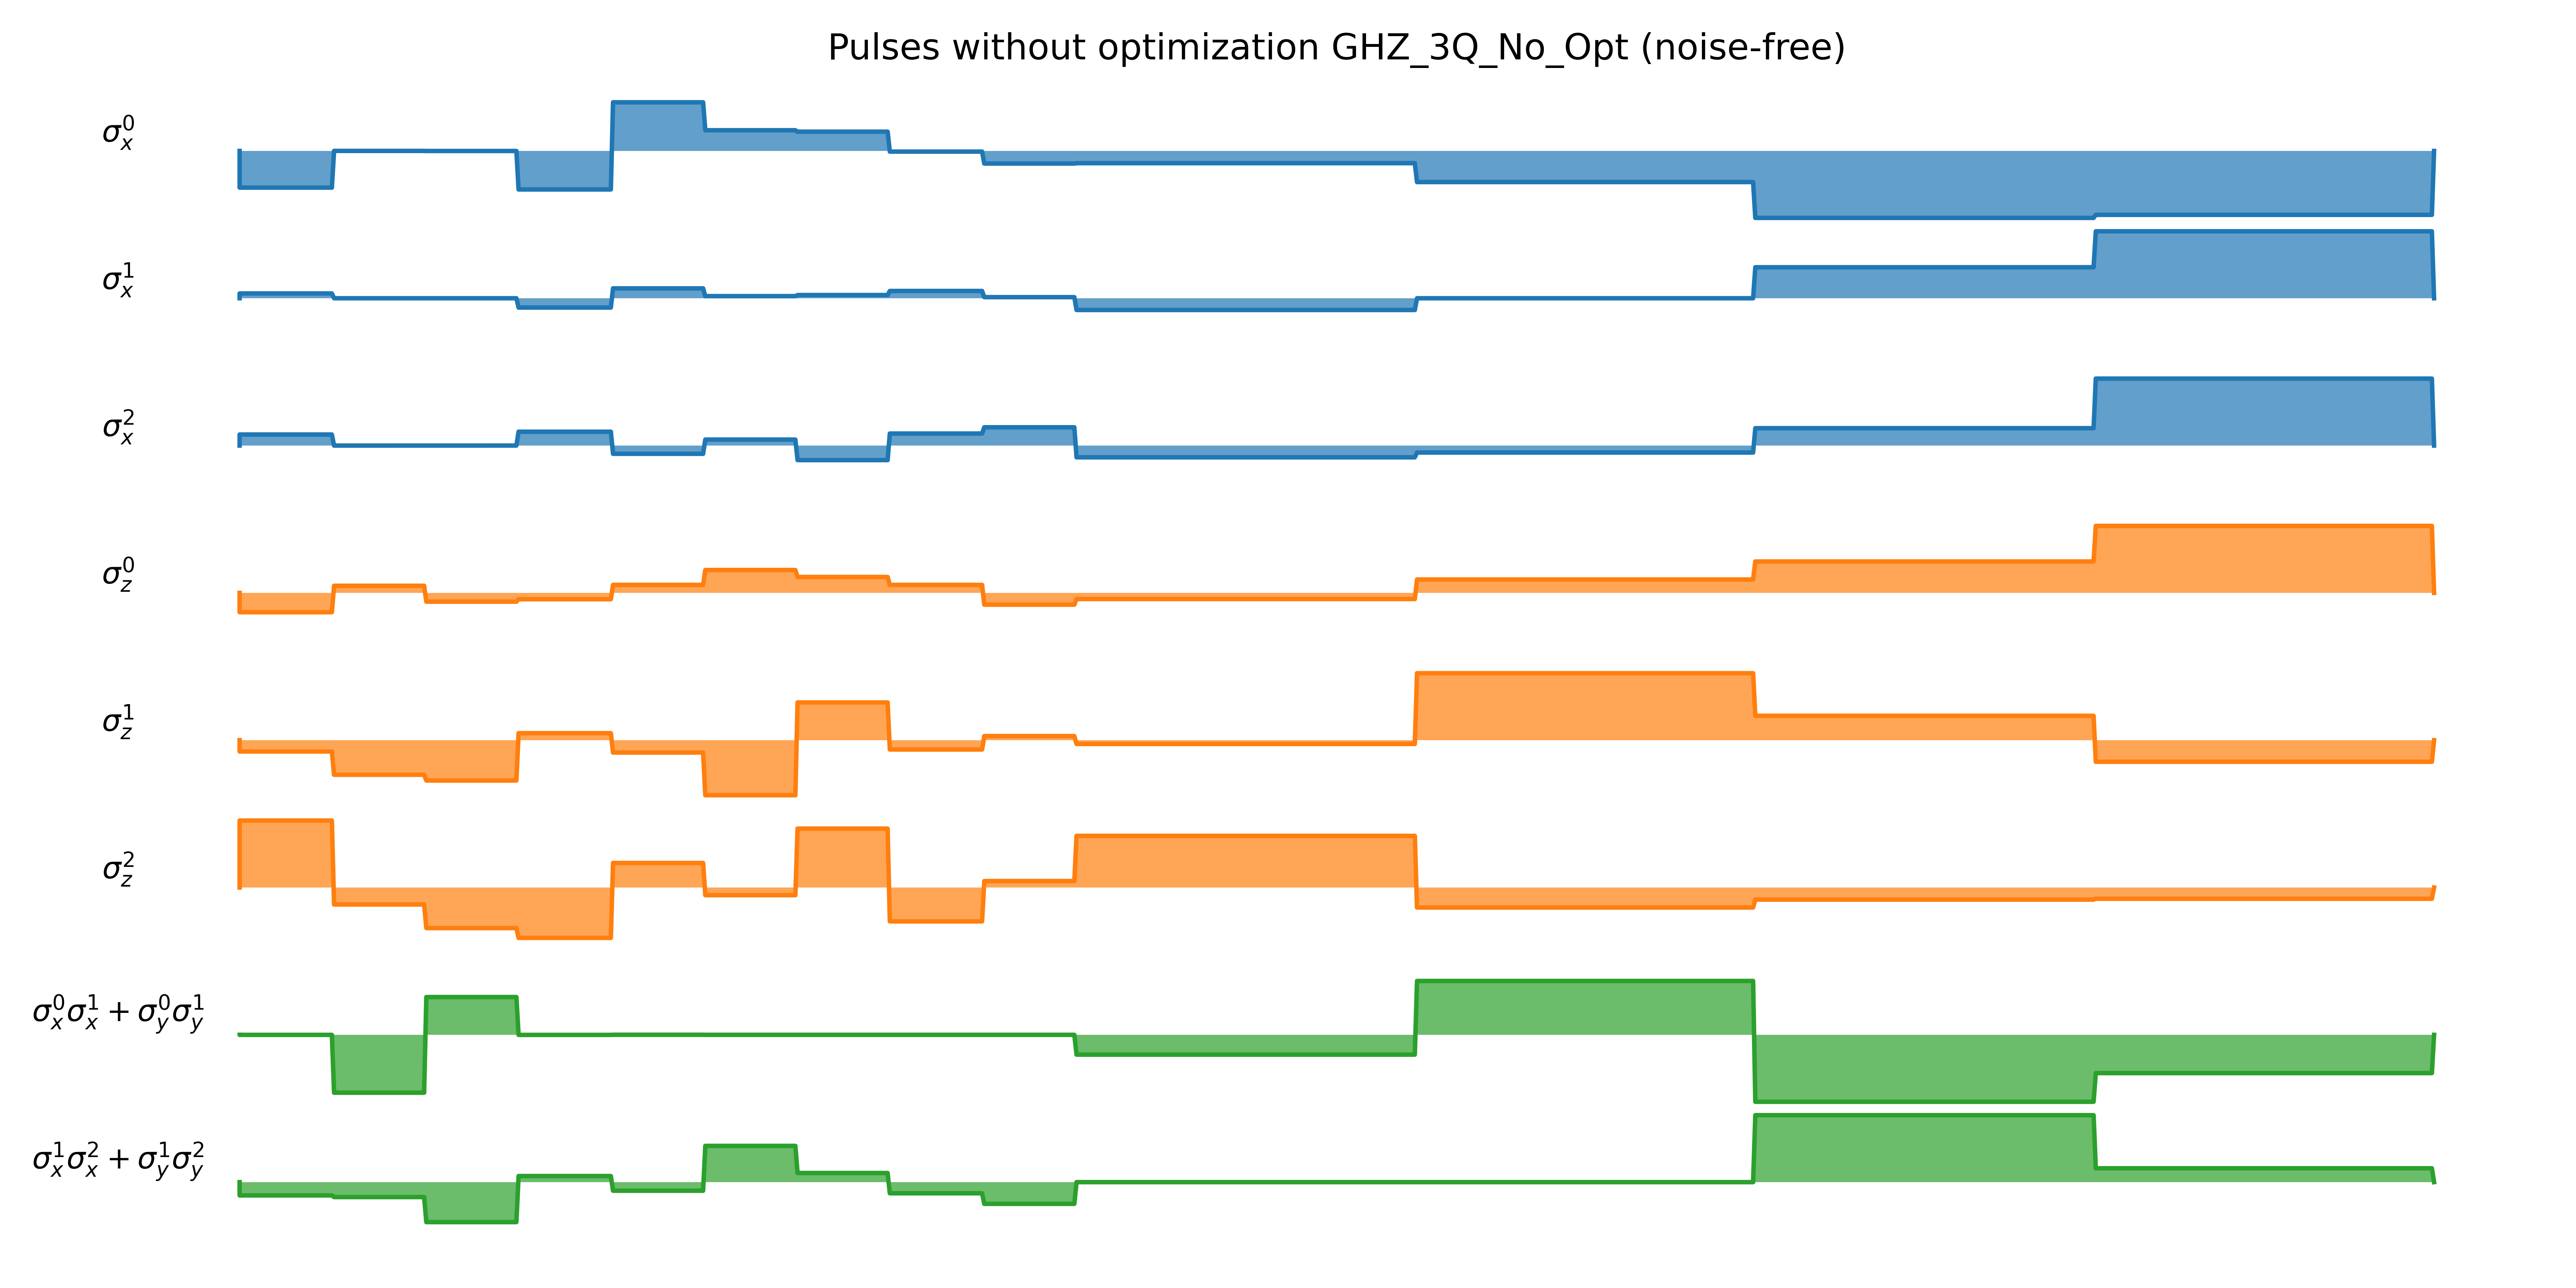 Pulses without optimization GHZ_3Q_No_Opt (noise-free)
σ_x^0
σ_x^1
σ_x^2
σ_z^0
σ_z^1
σ_z^2
σ_x^0σ_x^1 + σ_y^0σ_y^1
σ_x^1σ_x^2 + σ_y^1σ_y^2